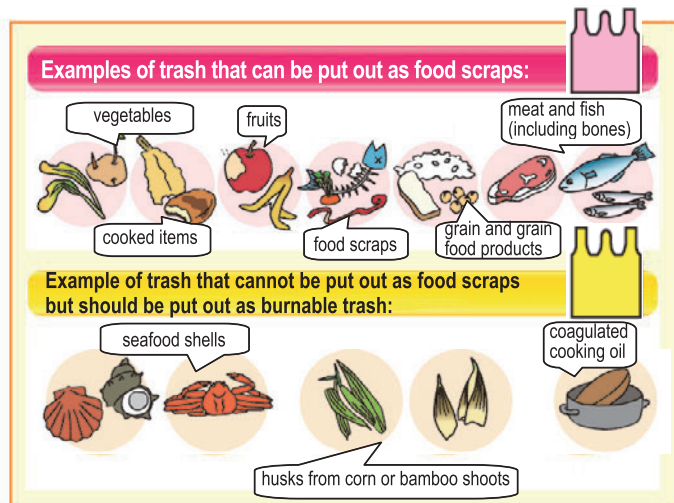 Examples of trash that can be put out as food scraps:
vegetables
fruits
meat and fish
(including bones)
cooked items
food scraps
grain and grain
food products
Example of trash that cannot be put out as food scraps
but should be put out as burnable trash:
seafood shells
coagulated
cooking oil
husks from corn or bamboo shoots